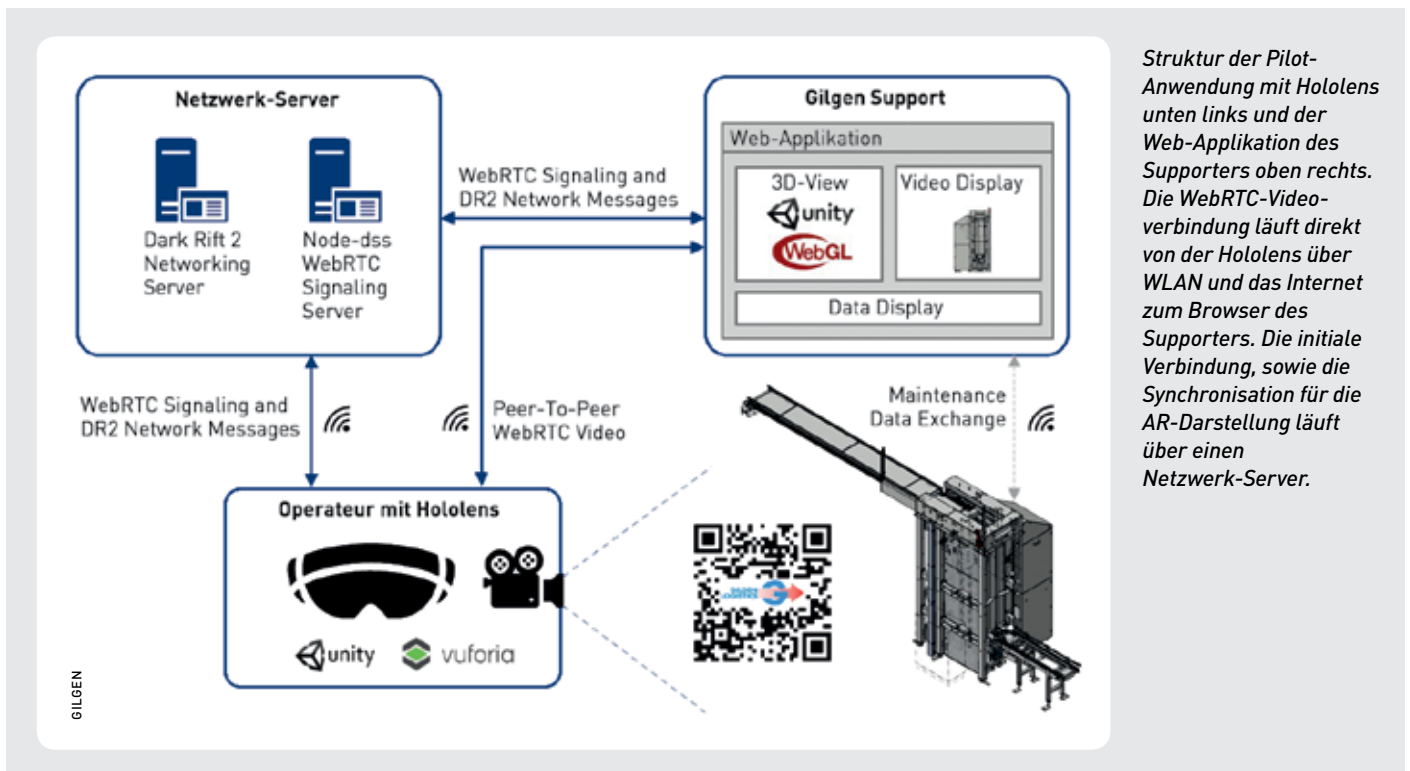 Netzwerk-Server
Dark Rift 2
Networking
Server
Node-dss
WebRTC
Signaling
Server
WebRTC Signaling and
DR2 Network Messages
Gilgen Support
Web-Applikation
3D-View
unity
WebGL
Video Display
Data Display
WebRTC Signaling and
DR2 Network Messages
Peer-To-Peer
WebRTC Video
Maintenance
Data Exchange
Operateur mit Hololens
unity
vuforia
GILGEN
Struktur der Pilot-
Anwendung mit Hololens
unten links und der
Web-Applikation des
Supporters oben rechts.
Die WebRTC-Video-
verbindung läuft direkt
von der Hololens über
WLAN und das Internet
zum Browser des
Supporters. Die initiale
Verbindung, sowie die
Synchronisation für die
AR-Darstellung läuft
über einen
Netzwerk-Server.